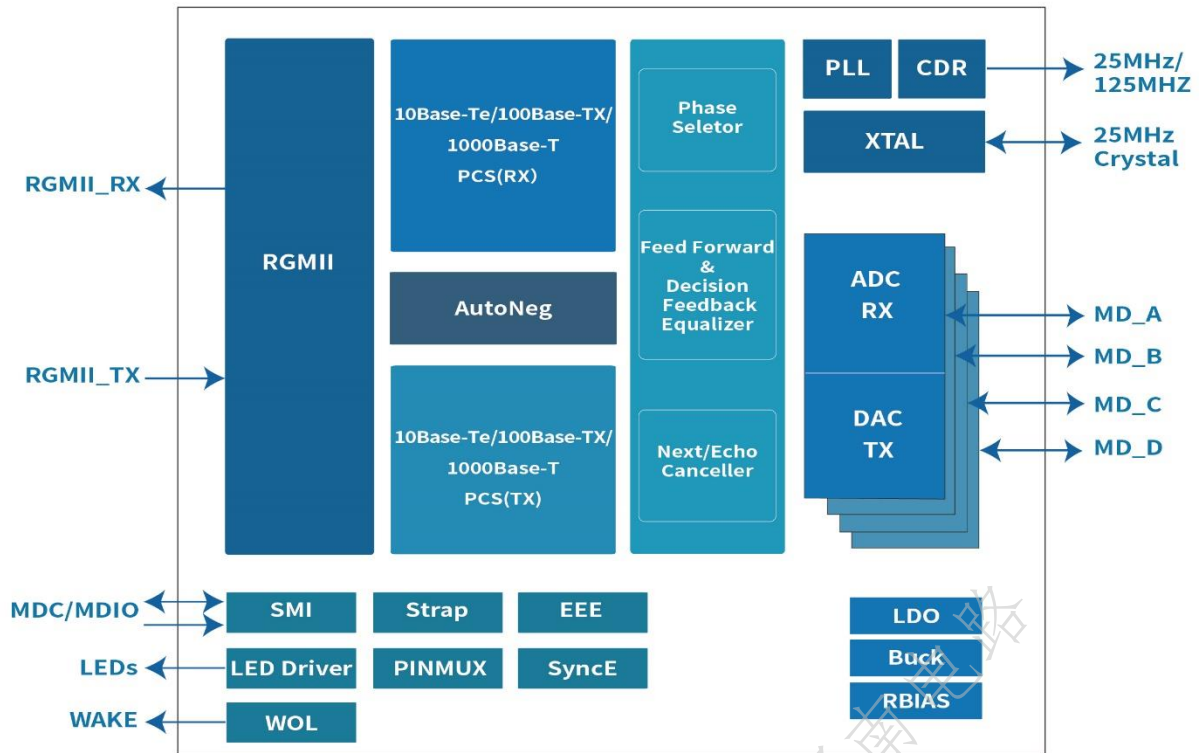 RGMII_RX
RGMII_TX
RGMII
10Base-Te/100Base-TX/
1000Base-T
PCS(RX)
AutoNeg
10Base-Te/100Base-TX/
1000Base-T
PCS(TX)
Phase
Seletor
Feed Forward
&
Decision
Feedback
Equalizer
Next/Echo
Canceller
PLL
CDR
25MHz/
125MHZ
XTAL
25MHz
Crystal
ADC
RX
DAC
TX
MD_A
MD_B
MD_C
MD_D
MDC/MDIO
SMI
Strap
EEE
LEDs
LED Driver
PINMUX
SyncE
WAKE
WOL
LDO
Buck
RBIAS
南电路